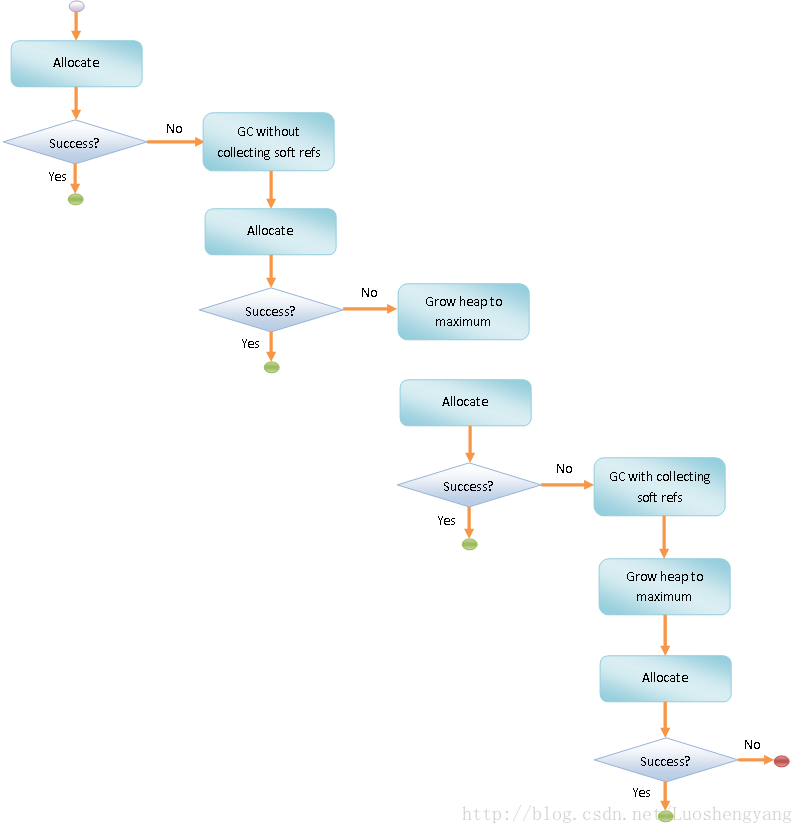 Allocate
Success?
No
Yes
GC without
collecting soft refs
Allocate
Success?
No
Yes
Grow heap to
maximum
Allocate
Success?
No
Yes
GC with collecting
soft refs
Grow heap to
maximum
Allocate
Success?
No
Yes
http://blog.csdn.net/Luoshengyang